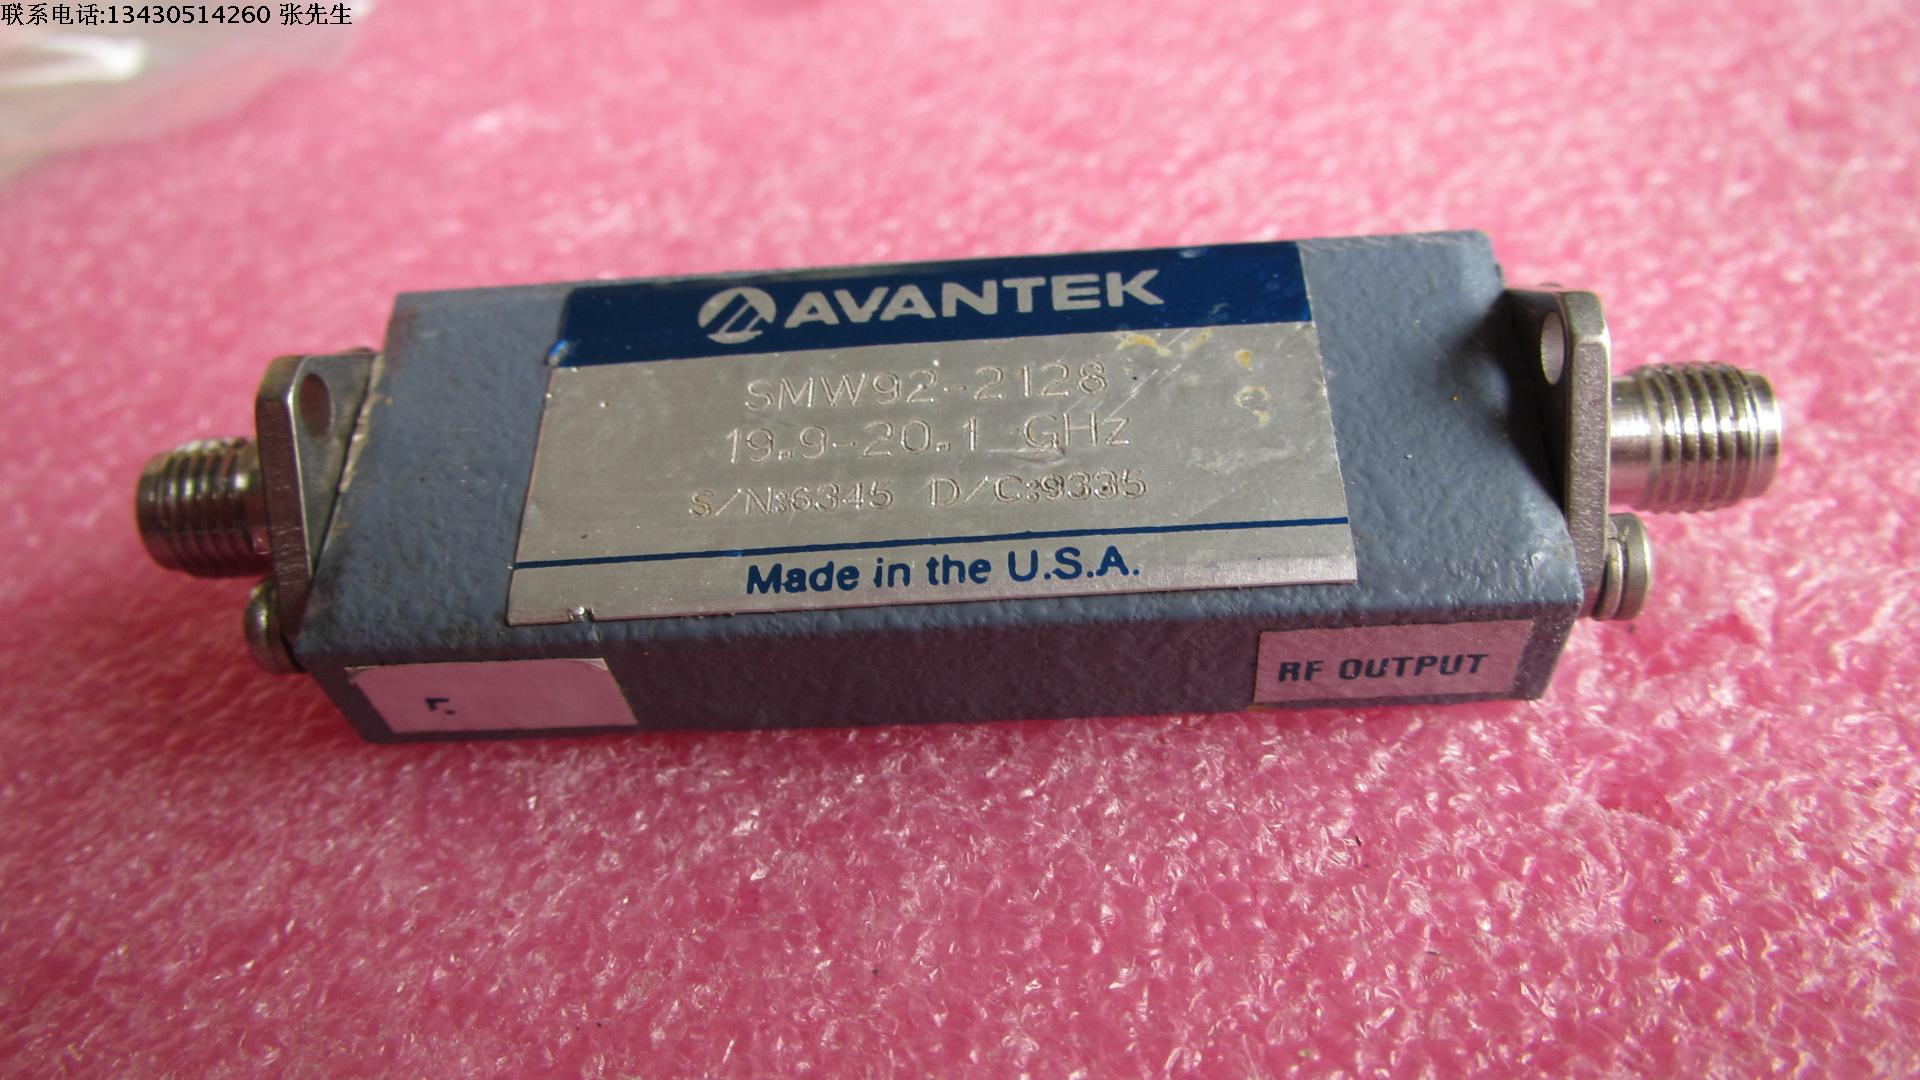 联系电话:13430514260 张先生
AVANTEK
SMW92-2128
19.9-20.1 GHz
S/N:6345 D/C:9335
Made in the U.S.A.
RF OUTPUT